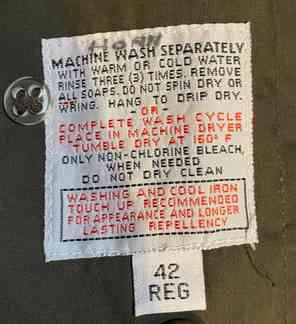 MACHINE WASH SEPARATELY
WITH WARM OR COLD WATER
RINSE THREE (3) TIMES. REMOVE
ALL SOAPS. DO NOT SPIN DRY OR
WRING. HANG TO DRIP DRY.
- OR -
COMPLETE WASH CYCLE
PLACE IN MACHINE DRYER
TUMBLE DRY AT 160° F
ONLY NON-CHLORINE BLEACH,
WHEN NEEDED
DO NOT DRY CLEAN
WASHING AND COOL IRON
TOUCH UP RECOMMENDED
FOR APPEARANCE AND LONGER
LASTING REPELLENCY
42
REG